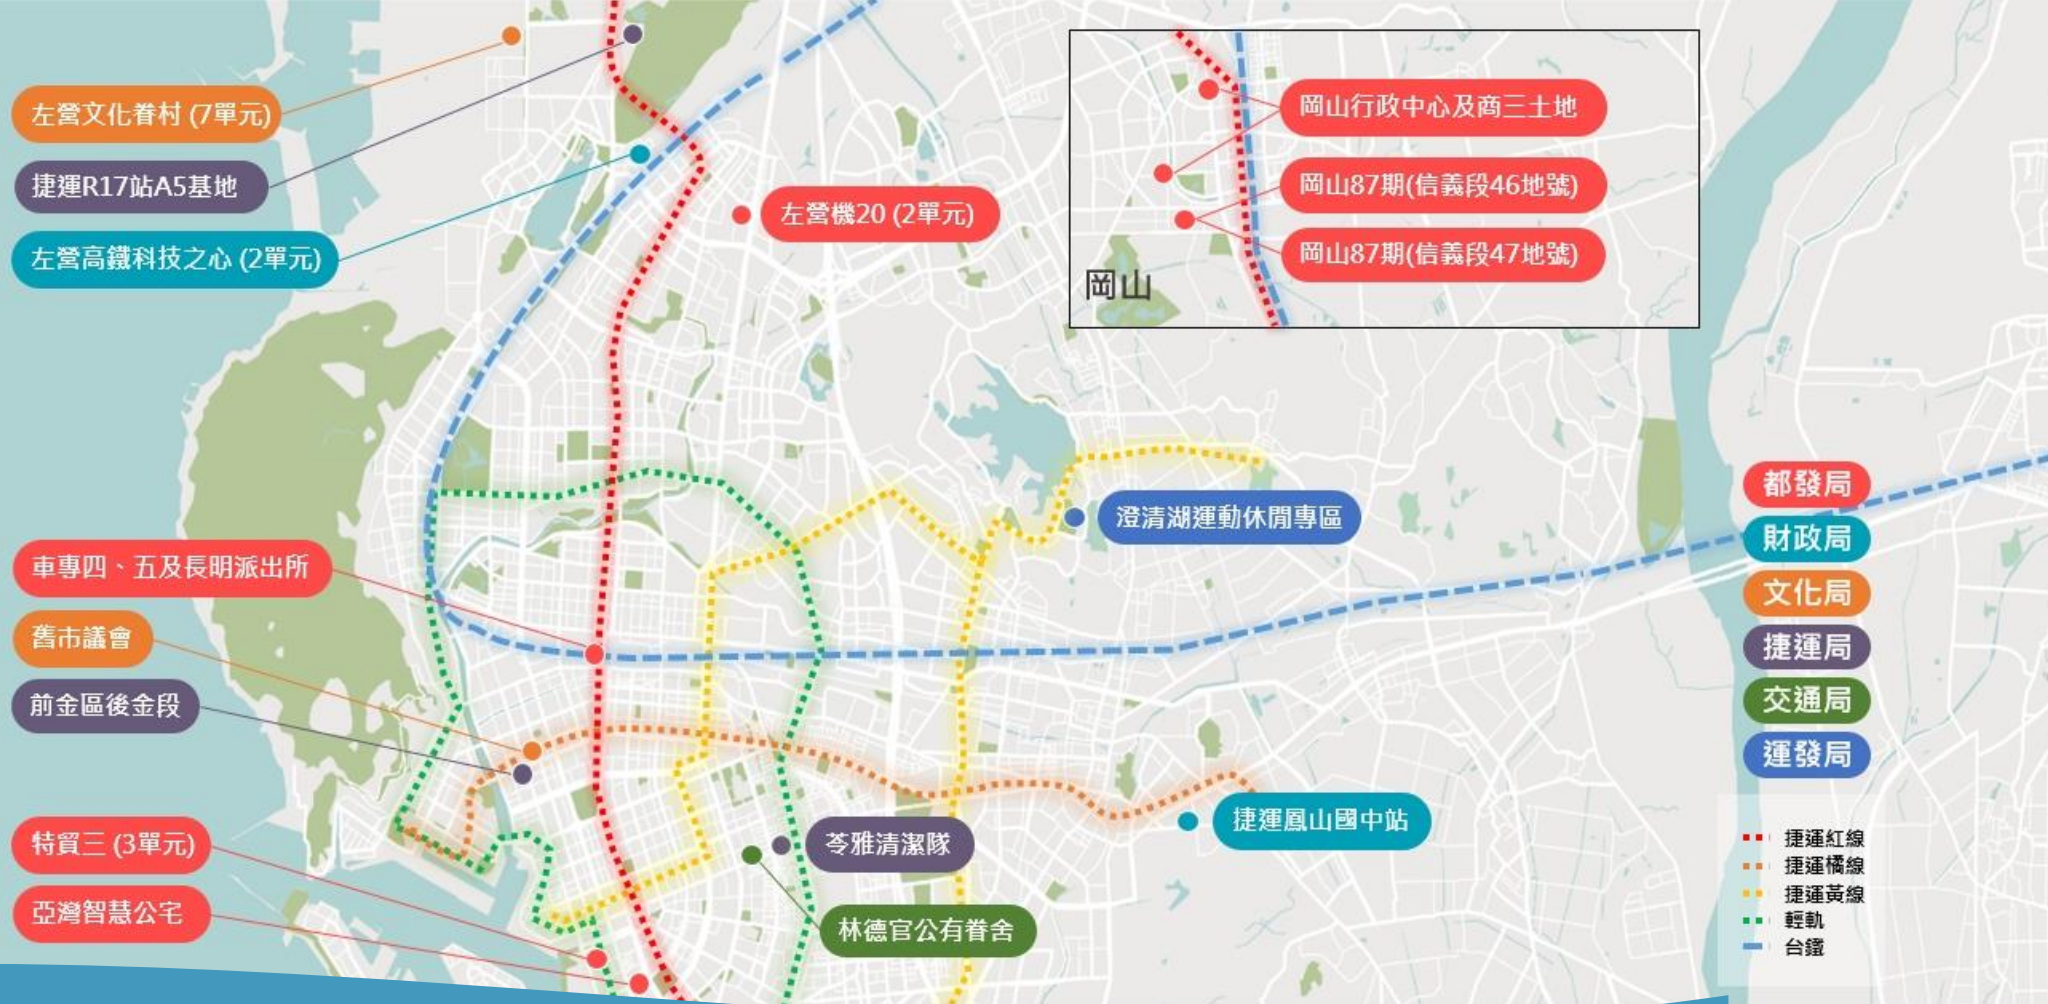 左營文化眷村 (7單元)
捷運R17站A5基地
左營高鐵科技之心 (2單元)
左營機20 (2單元)
岡山行政中心及商三土地
岡山87期(信義段46地號)
岡山87期(信義段47地號)
岡山
澄清湖運動休閒專區
車專四、五及長明派出所
舊市議會
前金區後金段
特貿三 (3單元)
亞灣智慧公宅
苓雅清潔隊
林德官公有眷舍
捷運鳳山國中站
都發局
財政局
文化局
捷運局
交通局
運發局
捷運紅線
捷運橘線
捷運黃線
輕軌
台鐵